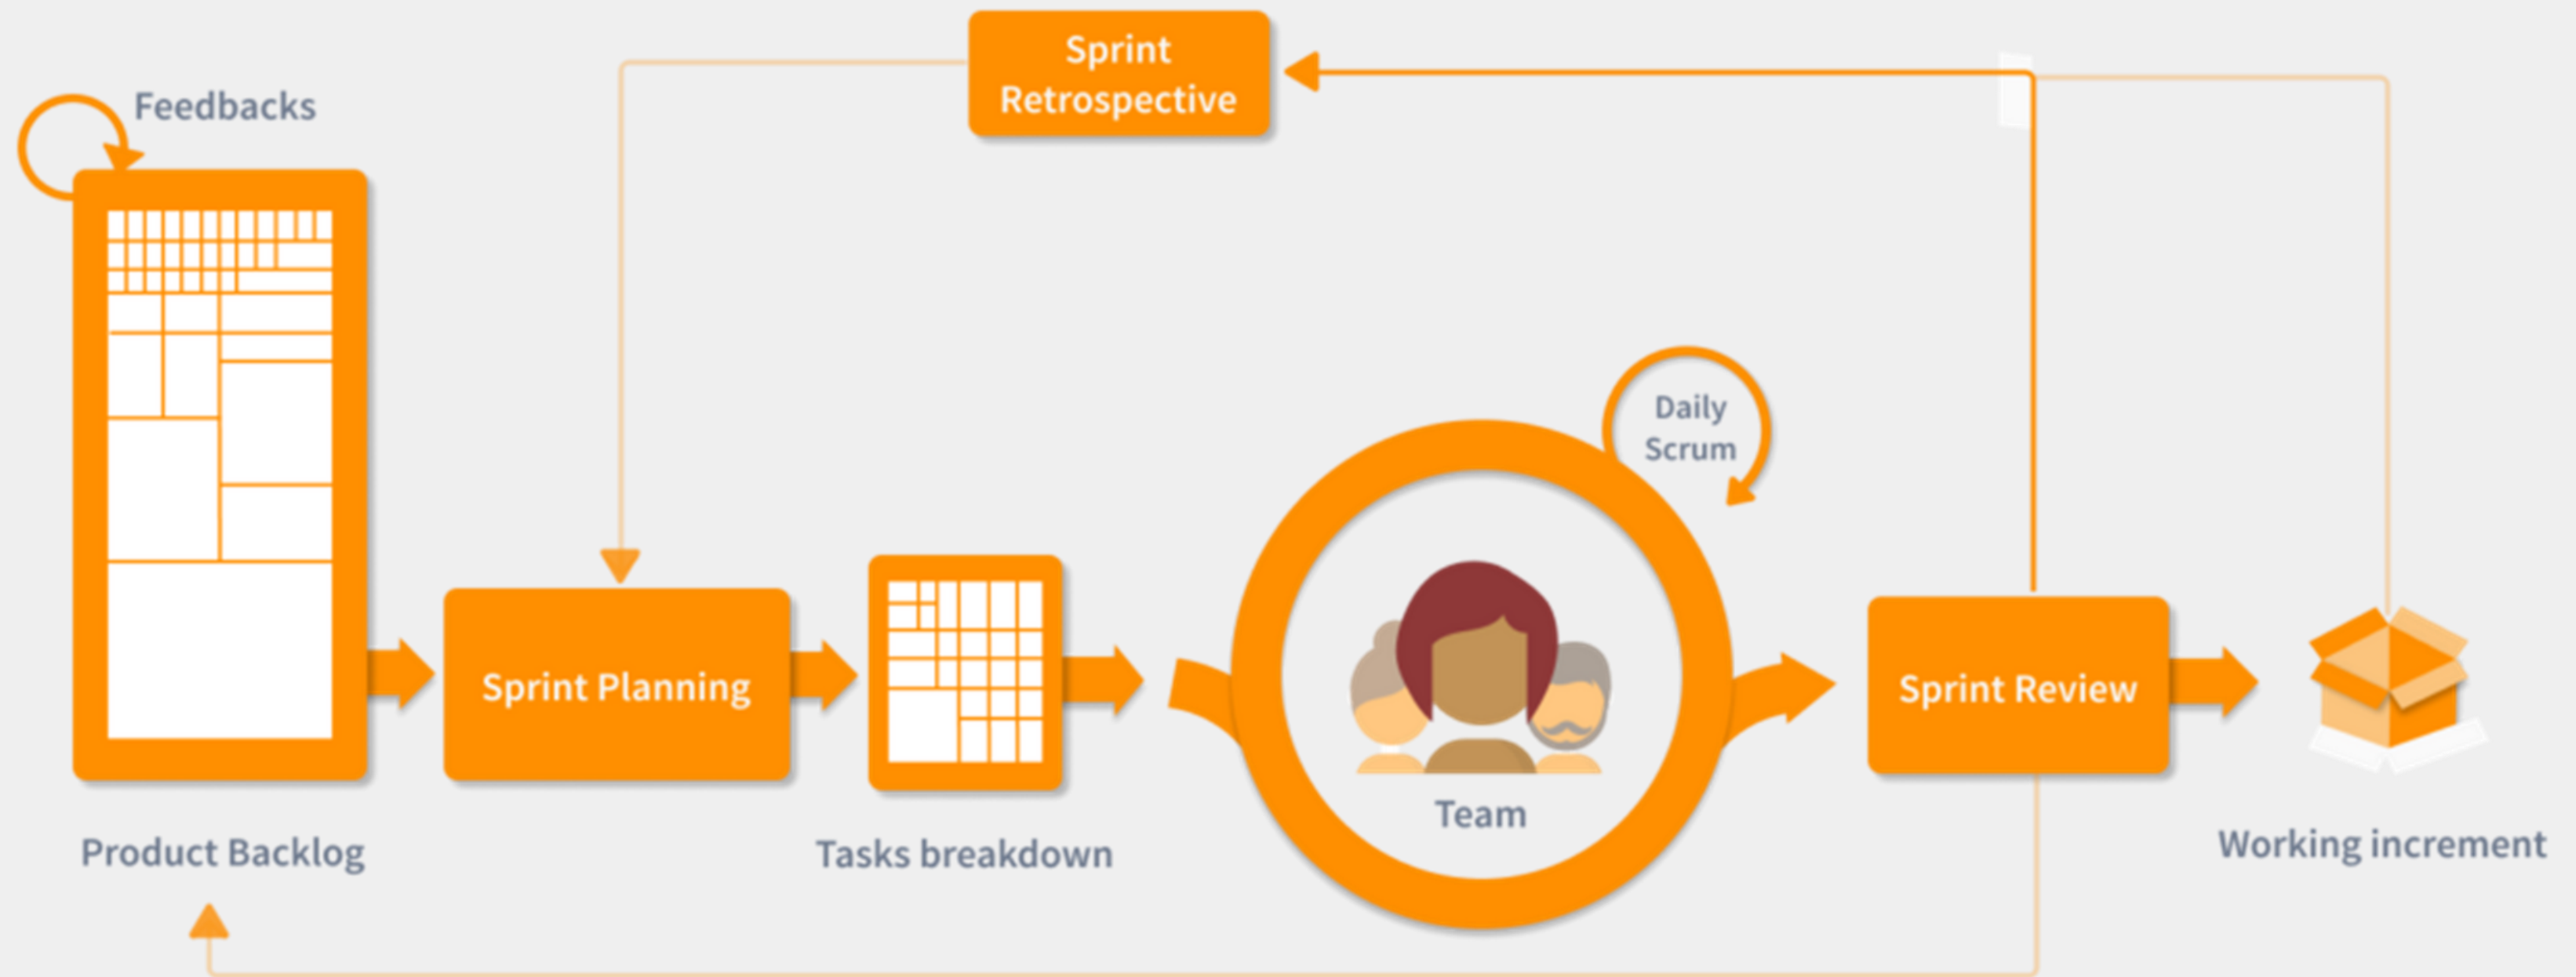 Sprint
Retrospective
Feedbacks
Daily
Scrum
Sprint Planning
Sprint Review
Team
Product Backlog
Tasks breakdown
Working increment